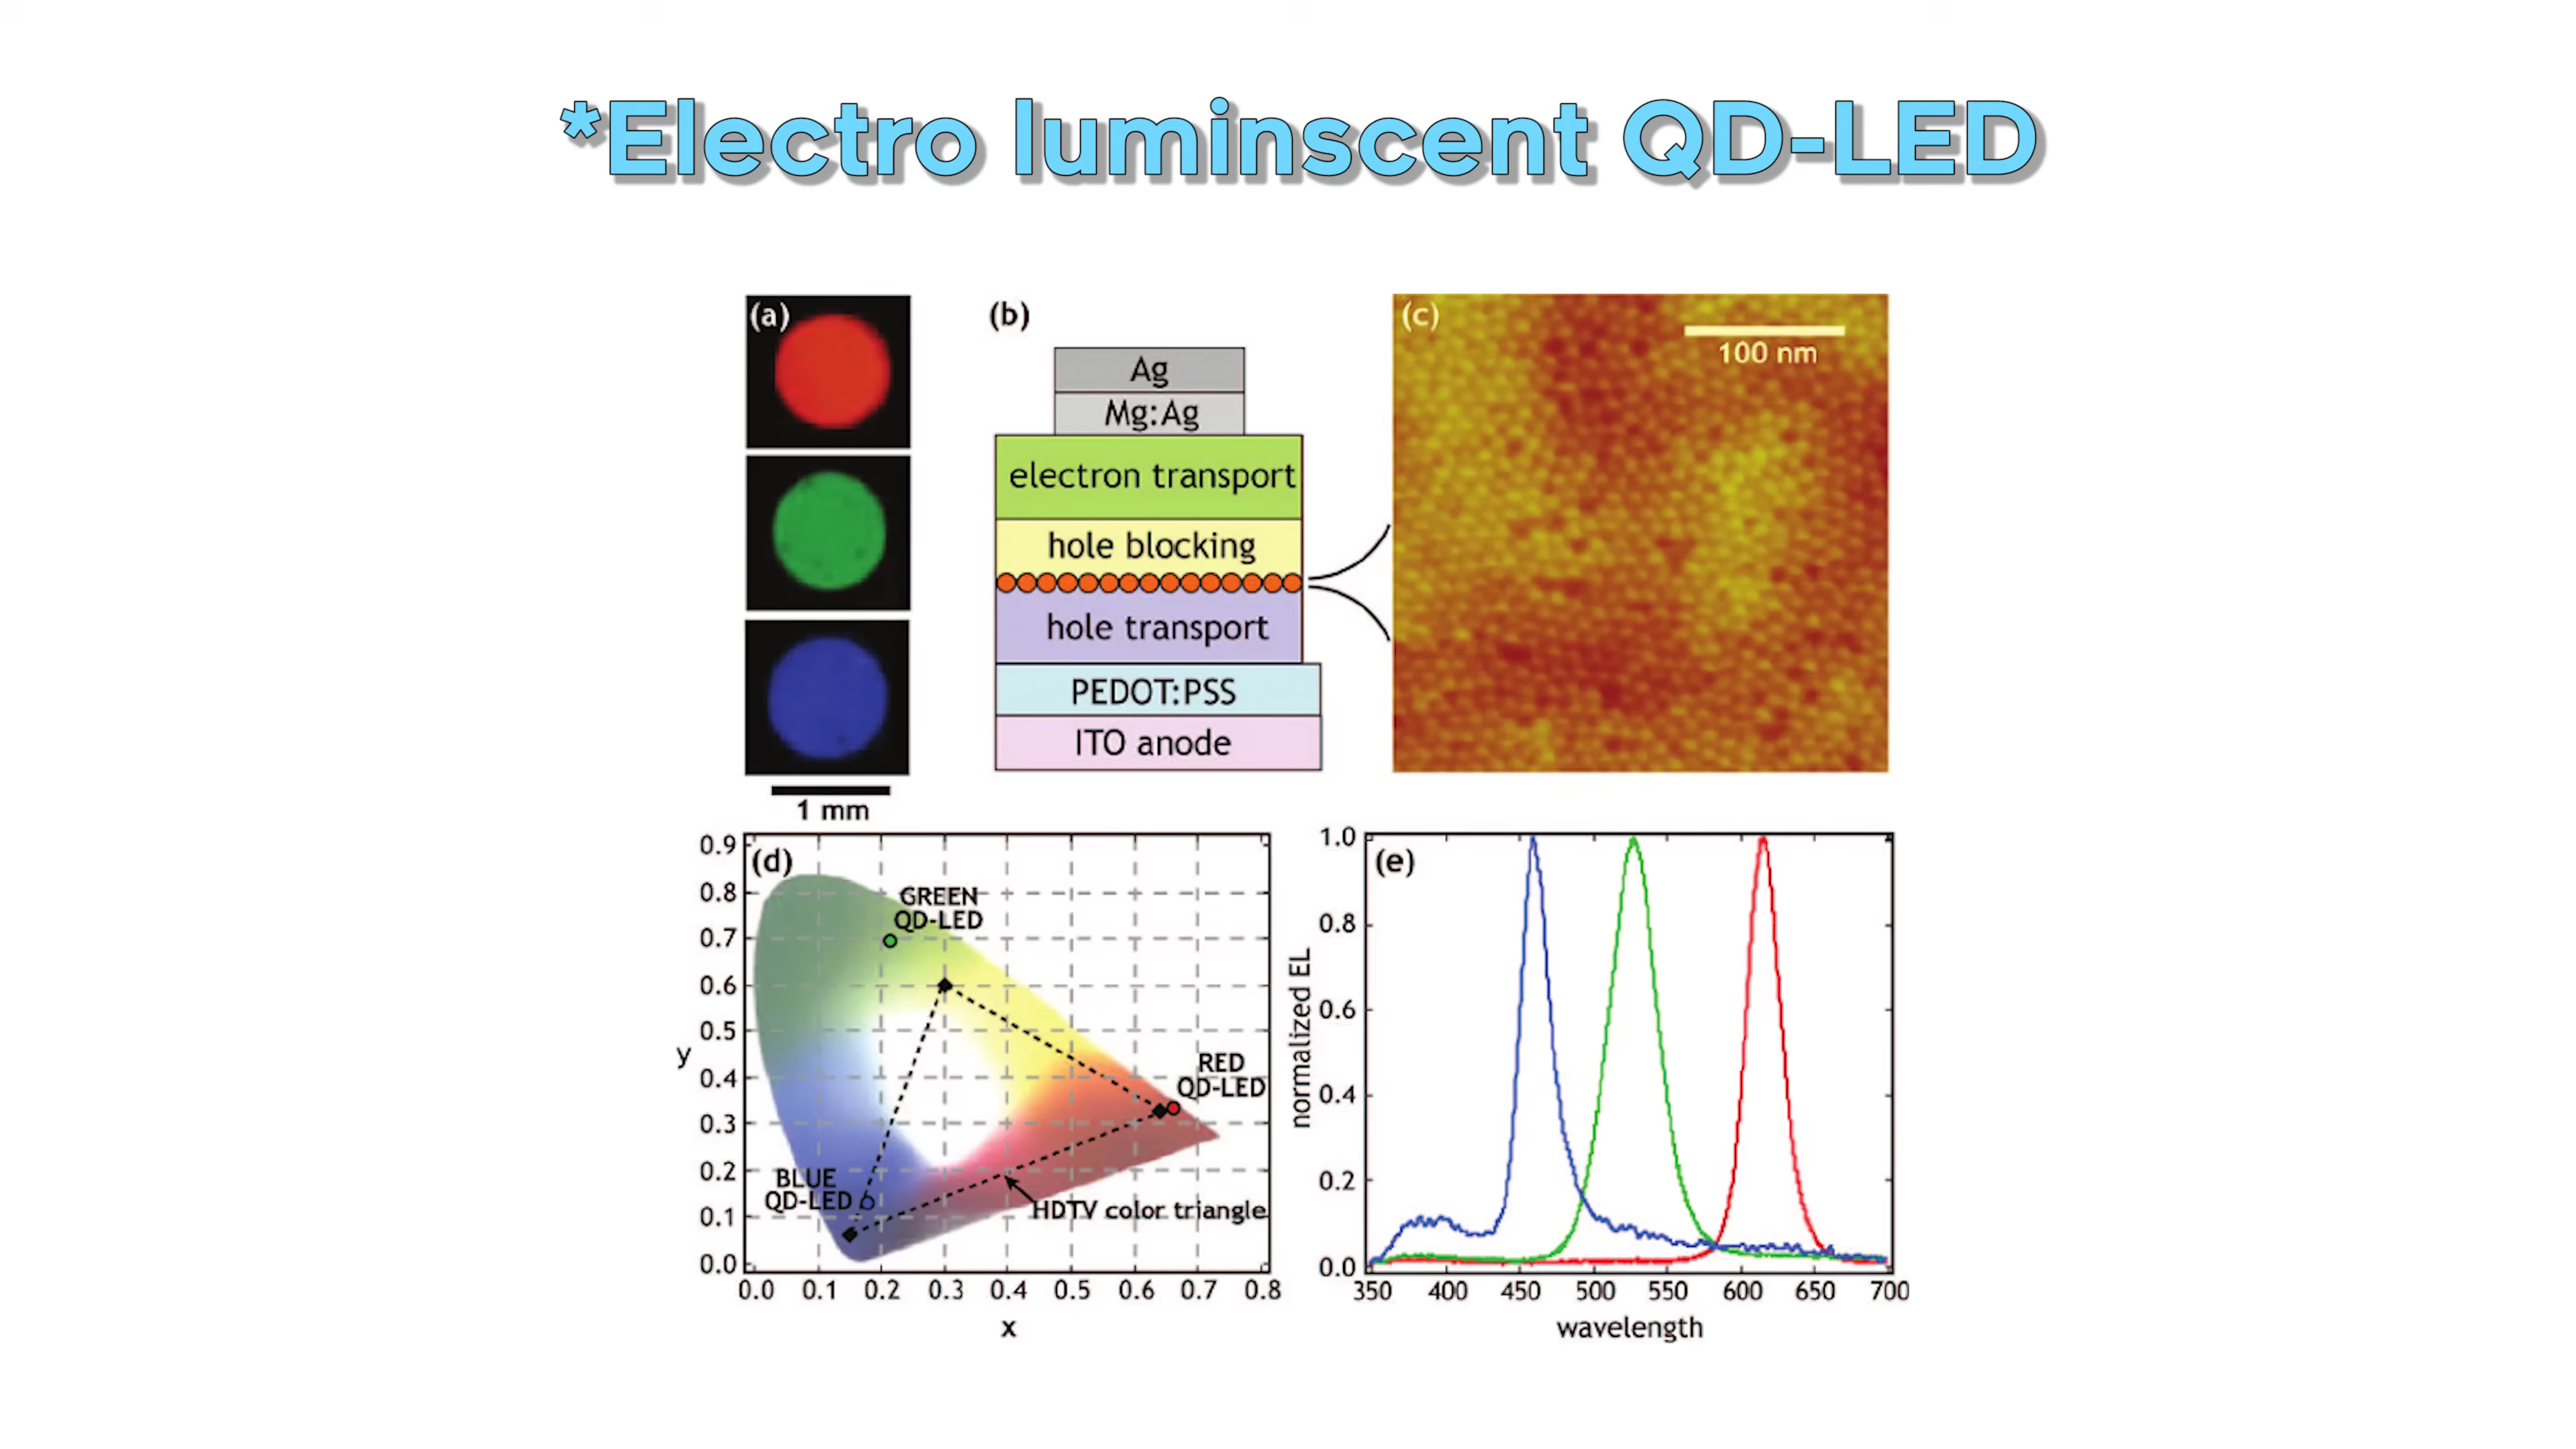 *Electro luminscent QD-LED
(a)
1 mm
(b)
Ag
Mg:Ag
electron transport
hole blocking
hole transport
PEDOT:PSS
ITO anode
(c)
100 nm
(d)
0.9
0.8
0.7
0.6
0.5
0.4
0.3
0.2
0.1
0.0
y
GREEN
QD-LED
RED
QD-LED
BLUE
QD-LED
HDTV color triangle
0.0 0.1 0.2 0.3 0.4 0.5 0.6 0.7 0.8
x
(e)
1.0
0.8
0.6
0.4
0.2
0.0
normalized EL
350 400 450 500 550 600 650 700
wavelength